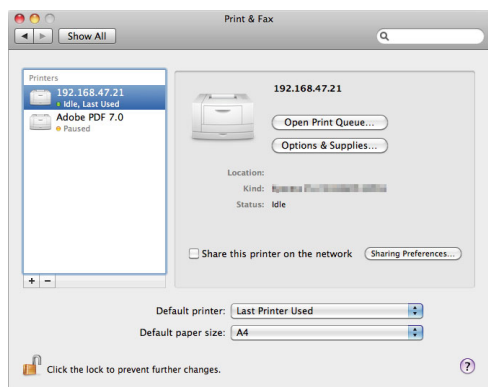 Print & Fax
Show All
Printers
192.168.47.21
Idle, Last Used
Adobe PDF 7.0
Paused
192.168.47.21
Open Print Queue...
Options & Supplies...
Location:
Kind:
Status: Idle
Share this printer on the network
Sharing Preferences...
+ −
Default printer: Last Printer Used
Default paper size: A4
Click the lock to prevent further changes.
?